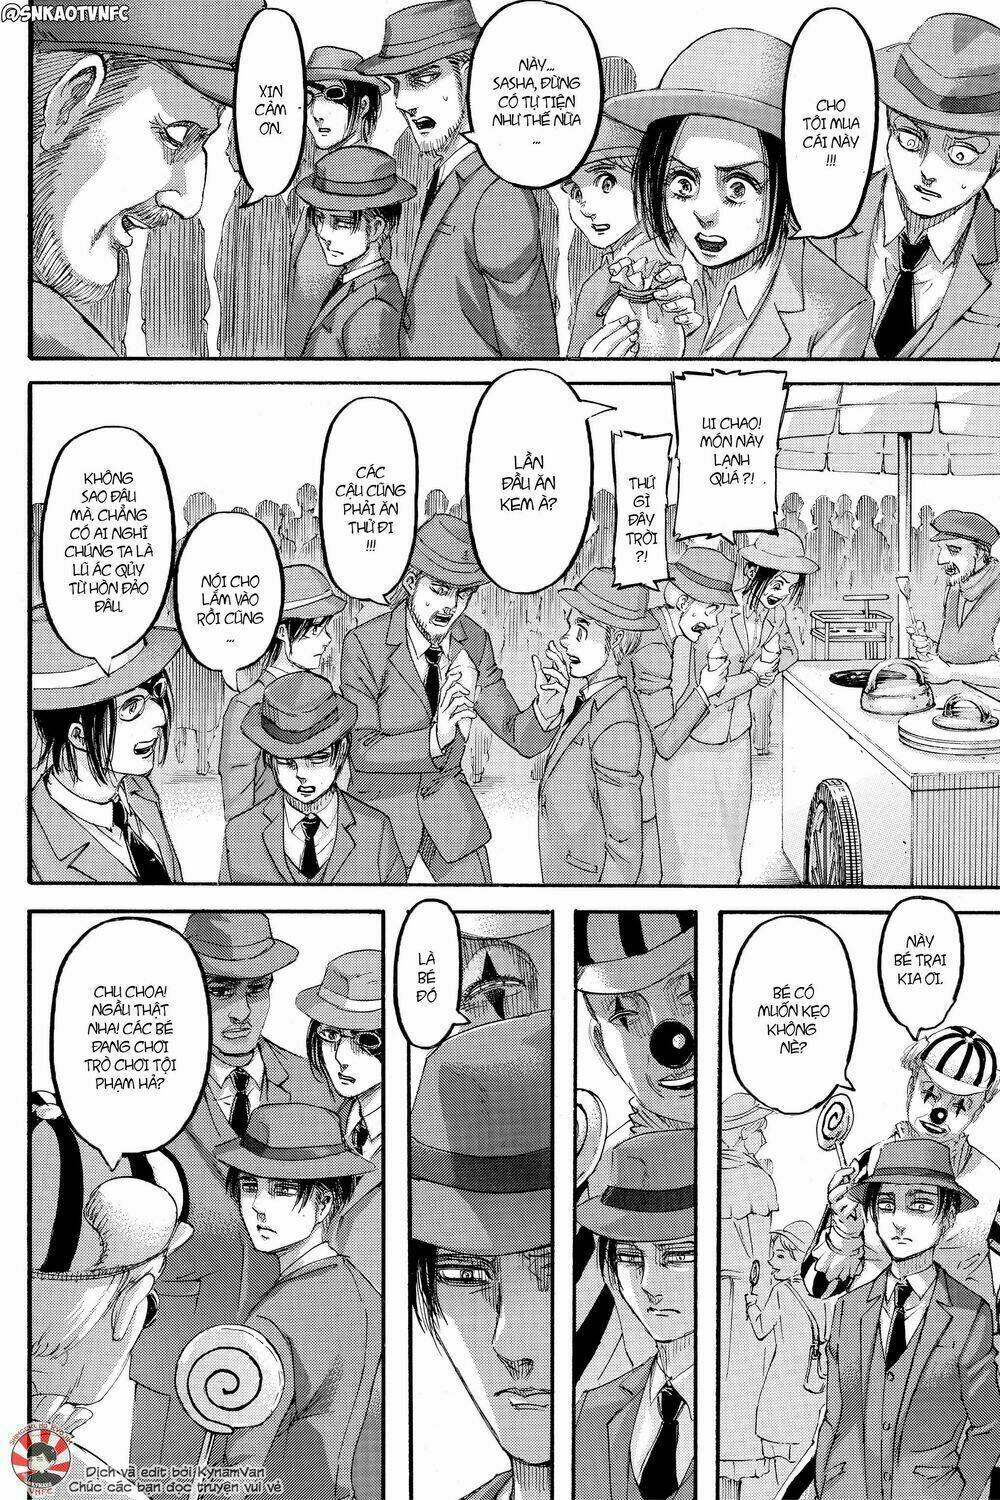 @SNKAOTVNFC
CHO
TÔI MUA
CÁI NÀY
!!!
NÀY...
SASHA, ĐỪNG
CÓ TỰ TIỆN
NHƯ THẾ NỮA
...
XIN
CẢM
ƠN.
UI CHAO!
MÓN NÀY
LẠNH
QUÁ?!
THỨ
GÌ
ĐÂY
TRỜI
?!
LẦN
ĐẦU ĂN
KEM À?
CÁC
CẬU CŨNG
PHẢI ĂN
THỬ ĐI
!!!
NÓI CHO
LẮM VÀO
RỒI CŨNG
...
KHÔNG
SAO ĐÂU
MÀ. CHẲNG
CÓ AI NGHĨ
CHÚNG TA LÀ
LŨ ÁC QỦY
TỪ HÒN ĐẢO
ĐÂU.
NÀY
BÉ TRAI
KIA ƠI.
BÉ CÓ
MUỐN KẸO
KHÔNG
NÈ?
LÀ
BÉ
ĐÓ
CHU CHOA!
NGẦU THẬT
NHA! CÁC BÉ
ĐANG CHƠI
TRÒ CHƠI TỘI
PHẠM HẢ?
VNFC
Dịch và edit bởi KynamVan
Chúc các bạn đọc truyện vui vẻ